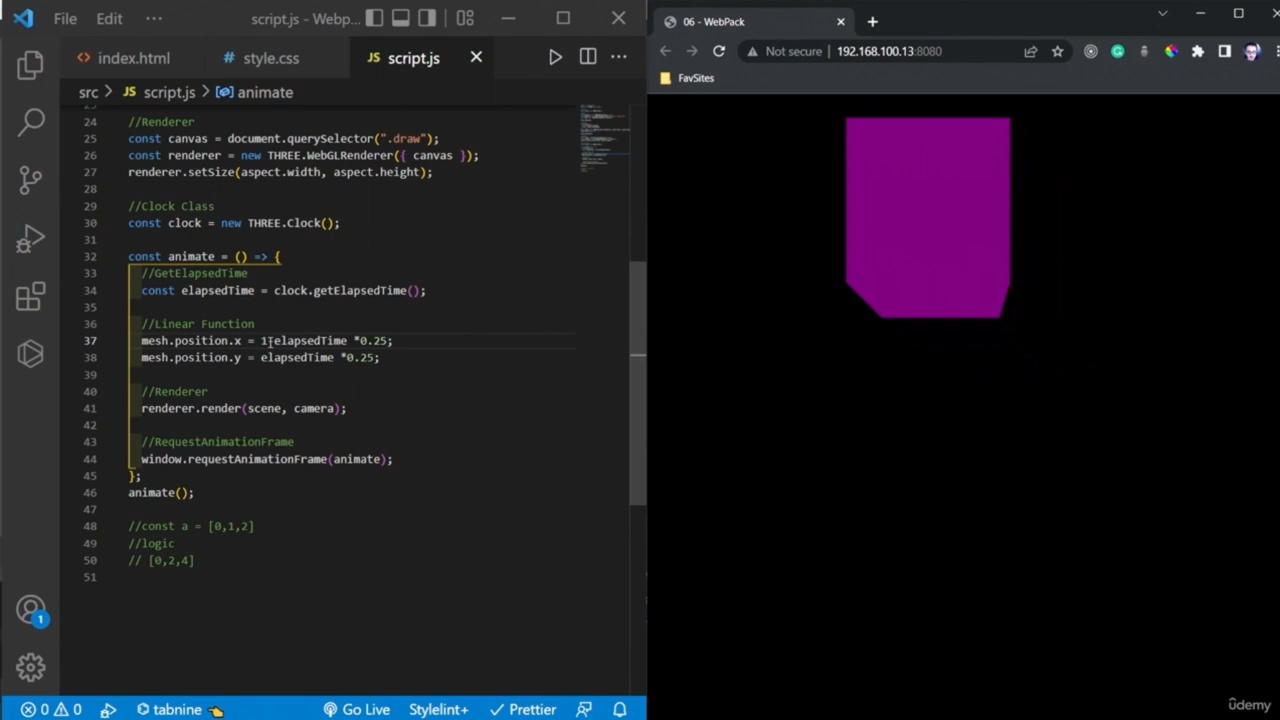 File Edit ··· script.js - Webp...
index.html style.css JS script.js
src > JS script.js > animate
23
24 //Renderer
25 const canvas = document.querySelector(".draw");
26 const renderer = new THREE.WebGLRenderer({ canvas });
27 renderer.setSize(aspect.width, aspect.height);
28
29 //Clock Class
30 const clock = new THREE.Clock();
31
32 const animate = () => {
33 //GetElapsedTime
34 const elapsedTime = clock.getElapsedTime();
35
36 //Linear Function
37 mesh.position.x = 1-elapsedTime *0.25;
38 mesh.position.y = elapsedTime *0.25;
39
40 //Renderer
41 renderer.render(scene, camera);
42
43 //RequestAnimationFrame
44 window.requestAnimationFrame(animate);
45 };
46 animate();
47
48 //const a = [0,1,2]
49 //logic
50 // [0,2,4]
51
1
0 0 tabnine Go Live Stylelint+ Prettier
06 - WebPack
Not secure 192.168.100.13:8080
FavSites
ûdemy